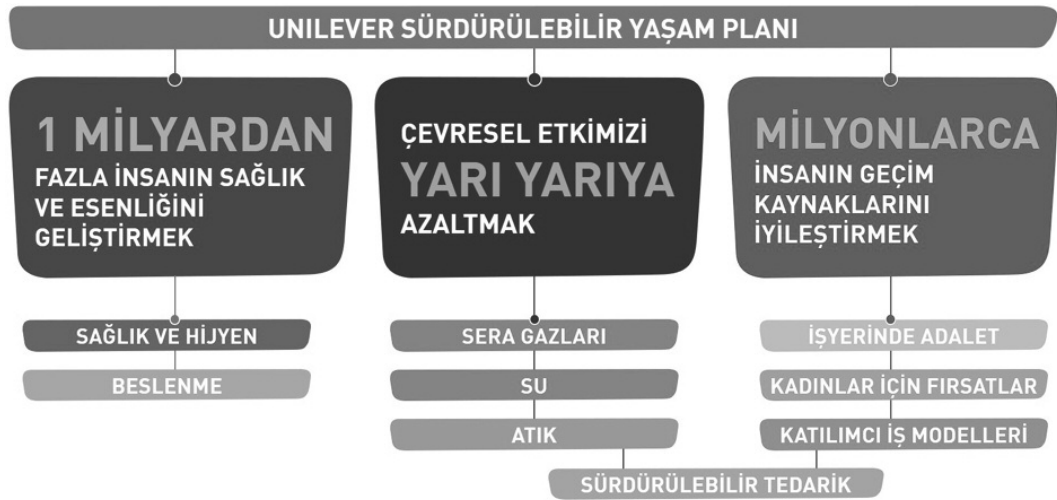 UNILEVER SÜRDÜRÜLEBİLİR YAŞAM PLANI
1 MİLYARDAN
FAZLA İNSANIN SAĞLIK
VE ESENLİĞİNİ
GELİŞTİRMEK
ÇEVRESEL ETKİMİZİ
YARI YARIYA
AZALTMAK
MİLYONLARCA
İNSANIN GEÇİM
KAYNAKLARINI
İYİLEŞTİRMEK
SAĞLIK VE HİJYEN
BESLENME
SERA GAZLARI
SU
ATIK
İŞYERİNDE ADALET
KADINLAR İÇİN FIRSATLAR
KATILIMCI İŞ MODELLERİ
SÜRDÜRÜLEBİLİR TEDARİK